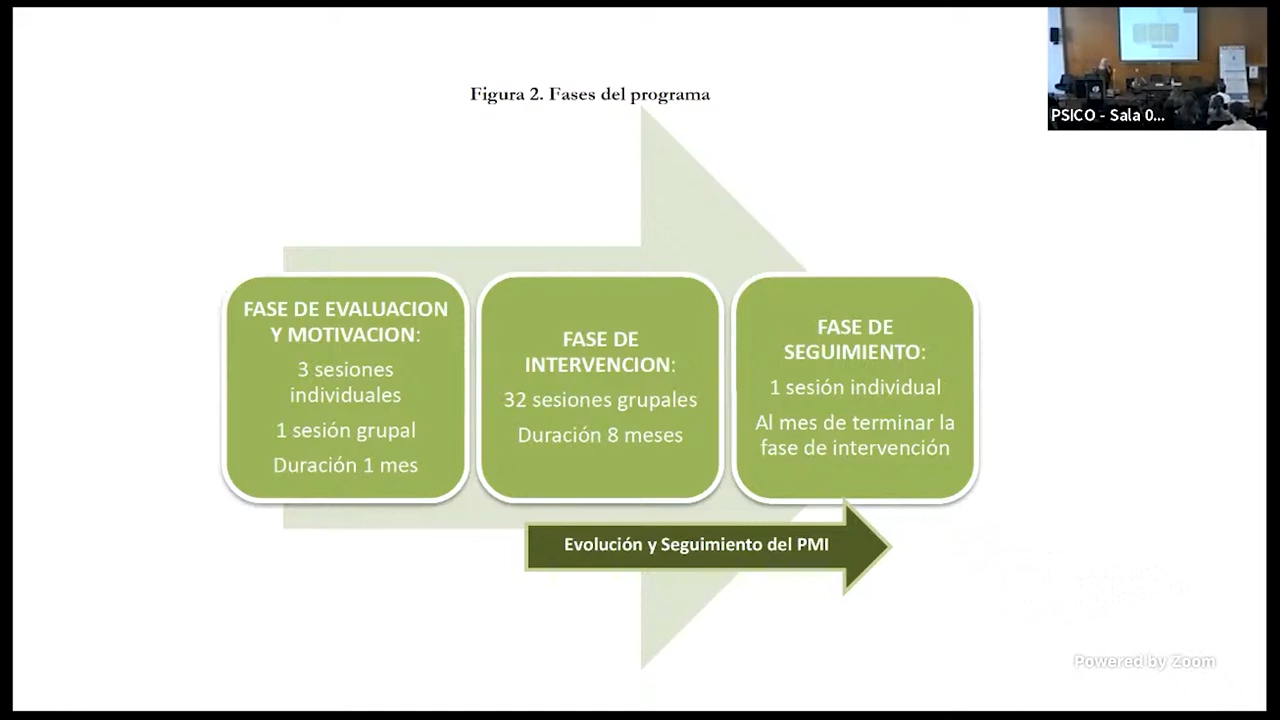 Figura 2. Fases del programa
PSICO - Sala 0...
FASE DE EVALUACION
Y MOTIVACION:
3 sesiones
individuales
1 sesión grupal
Duración 1 mes
FASE DE
INTERVENCION:
32 sesiones grupales
Duración 8 meses
FASE DE
SEGUIMIENTO:
1 sesión individual
Al mes de terminar la
fase de intervención
Evolución y Seguimiento del PMI
Powered by Zoom